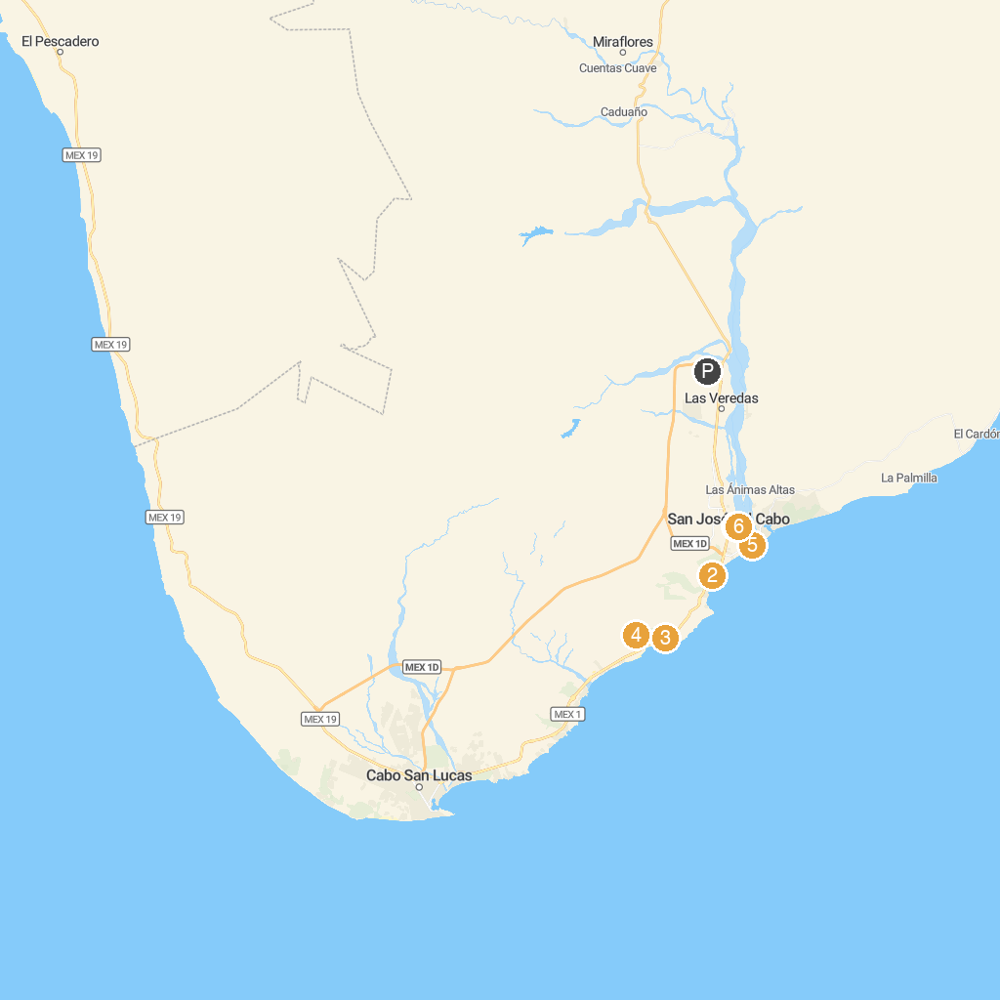 El Pescadero
Miraflores
Cuentas Cuave
Caduaño
MEX 19
MEX 19
P
Las Veredas
El Cardón
La Palmilla
Las Ánimas Altas
MEX 19
San José del Cabo
6
5
MEX 1D
2
4
3
MEX 1D
MEX 1
MEX 19
Cabo San Lucas